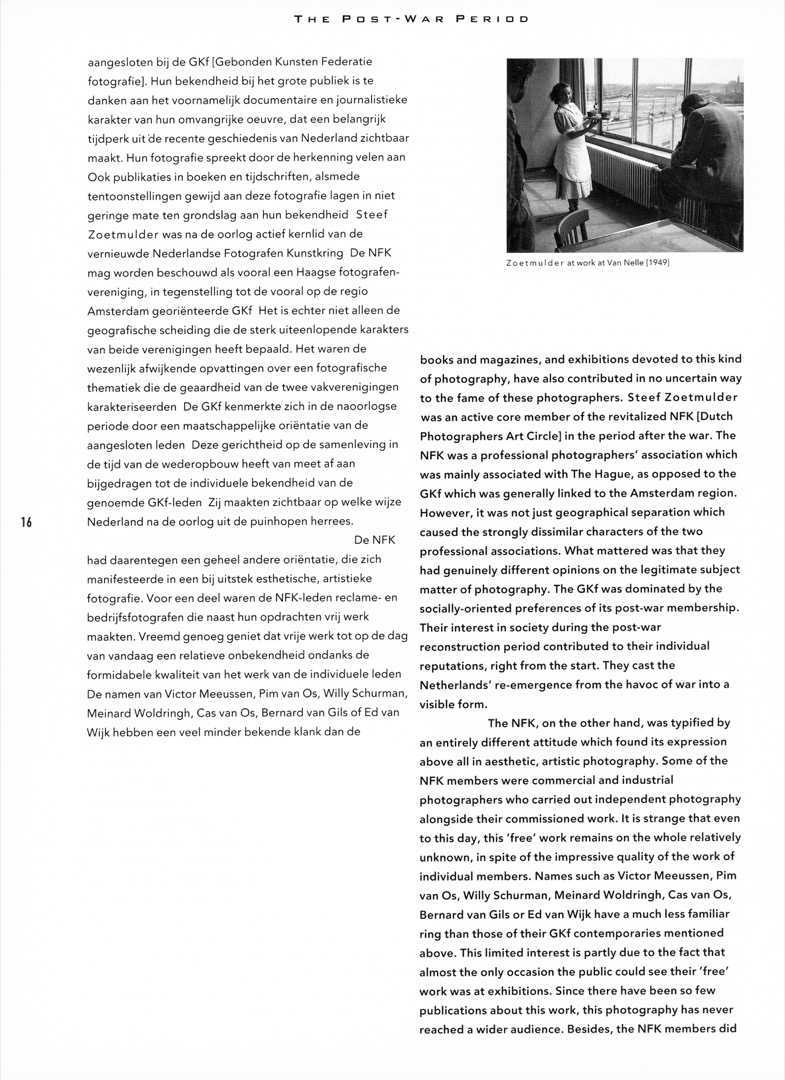 THE POST-WAR PERIOD
aangesloten bij de GKf [Gebonden Kunsten Federatie
fotografie]. Hun bekendheid bij het grote publiek is te
danken aan het voornamelijk documentaire en journalistieke
karakter van hun omvangrijke oeuvre, dat een belangrijk
tijdperk uit de recente geschiedenis van Nederland zichtbaar
maakt. Hun fotografie spreekt door de herkenning velen aan
Ook publikaties in boeken en tijdschriften, alsmede
tentoonstellingen gewijd aan deze fotografie lagen in niet
geringe mate ten grondslag aan hun bekendheid Steef
Zoetmulder was na de oorlog actief kernlid van de
vernieuwde Nederlandse Fotografen Kunstkring De NFK
mag worden beschouwd als vooral een Haagse fotografen-
vereniging, in tegenstelling tot de vooral op de regio
Amsterdam georiënteerde GKf Het is echter niet alleen de
geografische scheiding die de sterk uiteenlopende karakters
van beide verenigingen heeft bepaald. Het waren de
wezenlijk afwijkende opvattingen over een fotografische
thematiek die de geaardheid van de twee vakverenigingen
karakteriseerden De GKf kenmerkte zich in de naoorlogse
periode door een maatschappelijke oriëntatie van de
aangesloten leden Deze gerichtheid op de samenleving in
de tijd van de wederopbouw heeft van meet af aan
bijgedragen tot de individuele bekendheid van de
genoemde GKf-leden Zij maakten zichtbaar op welke wijze
Nederland na de oorlog uit de puinhopen herrees.
De NFK
had daarentegen een geheel andere oriëntatie, die zich
manifesteerde in een bij uitstek esthetische, artistieke
fotografie. Voor een deel waren de NFK-leden reclame- en
bedrijfsfotografen die naast hun opdrachten vrij werk
maakten. Vreemd genoeg geniet dat vrije werk tot op de dag
van vandaag een relatieve onbekendheid ondanks de
formidabele kwaliteit van het werk van de individuele leden
De namen van Victor Meeussen, Pim van Os, Willy Schurman,
Meinard Woldringh, Cas van Os, Bernard van Gils of Ed van
Wijk hebben een veel minder bekende klank dan de
16
Zoetmulder at work at Van Nelle [1949]
books and magazines, and exhibitions devoted to this kind
of photography, have also contributed in no uncertain way
to the fame of these photographers. Steef Zoetmulder
was an active core member of the revitalized NFK [Dutch
Photographers Art Circle] in the period after the war. The
NFK was a professional photographers' association which
was mainly associated with The Hague, as opposed to the
GKf which was generally linked to the Amsterdam region.
However, it was not just geographical separation which
caused the strongly dissimilar characters of the two
professional associations. What mattered was that they
had genuinely different opinions on the legitimate subject
matter of photography. The GKf was dominated by the
socially-oriented preferences of its post-war membership.
Their interest in society during the post-war
reconstruction period contributed to their individual
reputations, right from the start. They cast the
Netherlands' re-emergence from the havoc of war into a
visible form.
The NFK, on the other hand, was typified by
an entirely different attitude which found its expression
above all in aesthetic, artistic photography. Some of the
NFK members were commercial and industrial
photographers who carried out independent photography
alongside their commissioned work. It is strange that even
to this day, this 'free' work remains on the whole relatively
unknown, in spite of the impressive quality of the work of
individual members. Names such as Victor Meeussen, Pim
van Os, Willy Schurman, Meinard Woldringh, Cas van Os,
Bernard van Gils or Ed van Wijk have a much less familiar
ring than those of their GKf contemporaries mentioned
above. This limited interest is partly due to the fact that
almost the only occasion the public could see their 'free'
work was at exhibitions. Since there have been so few
publications about this work, this photography has never
reached a wider audience. Besides, the NFK members did